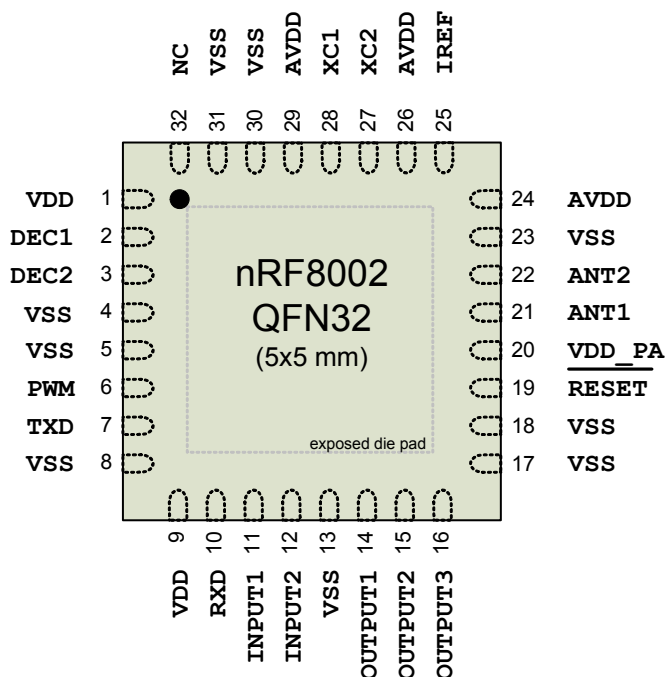 NC VSS VSS AVDD XC1 XC2 AVDD IREF
32 31 30 29 28 27 26 25
VDD 1
DEC1 2
DEC2 3
VSS 4
VSS 5
PWM 6
TXD 7
VSS 8
nRF8002
QFN32
(5x5 mm)
exposed die pad
24 AVDD
23 VSS
22 ANT2
21 ANT1
20 VDD_PA
19 RESET
18 VSS
17 VSS
9 10 11 12 13 14 15 16
VDD RXD INPUT1 INPUT2 VSS OUTPUT1 OUTPUT2 OUTPUT3